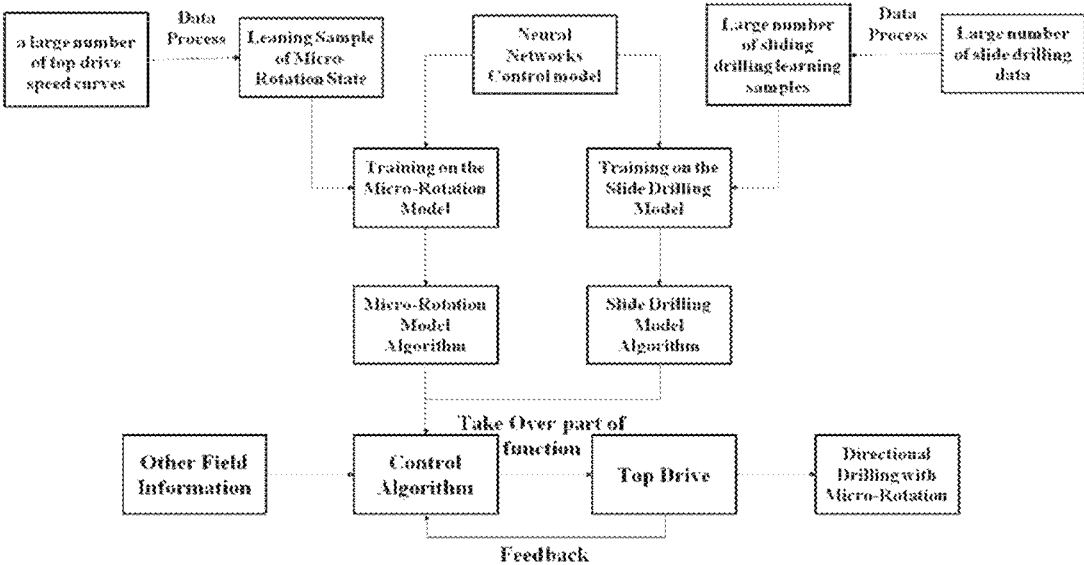 a large number
of top drive
speed curves
Data
Process
Leaning Sample
of Micro-
Rotation State
Neural
Networks
Control model
Large number
of sliding
drilling learning
samples
Data
Process
Large number
of slide drilling
data
Training on the
Micro-Rotation
Model
Training on the
Slide Drilling
Model
Micro-Rotation
Model
Algorithm
Slide Drilling
Model
Algorithm
Take Over part of
function
Other Field
Information
Control
Algorithm
Top Drive
Directional
Drilling with
Micro-Rotation
Feedback